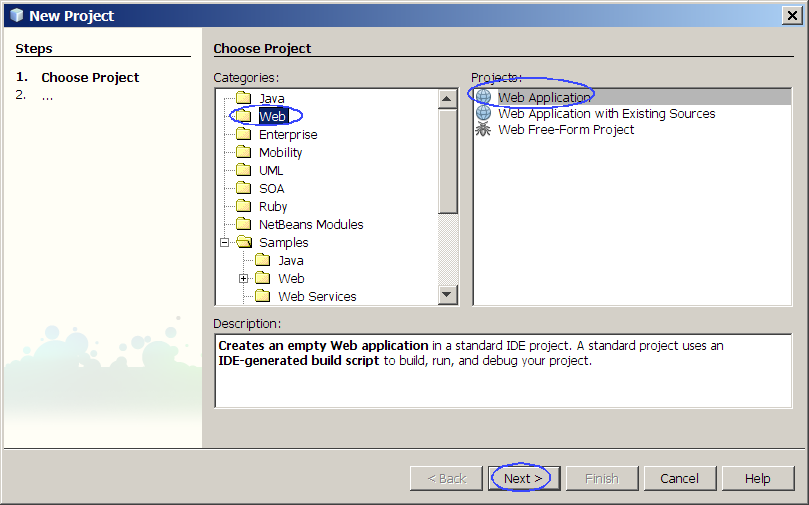 New Project
Steps
1. Choose Project
2. ...
Choose Project
Categories:
Java
Web
Enterprise
Mobility
UML
SOA
Ruby
NetBeans Modules
Samples
Java
Web
Web Services
Projects:
Web Application
Web Application with Existing Sources
Web Free-Form Project
Description:
Creates an empty Web application in a standard IDE project. A standard project uses an
IDE-generated build script to build, run, and debug your project.
< Back
Next >
Finish
Cancel
Help